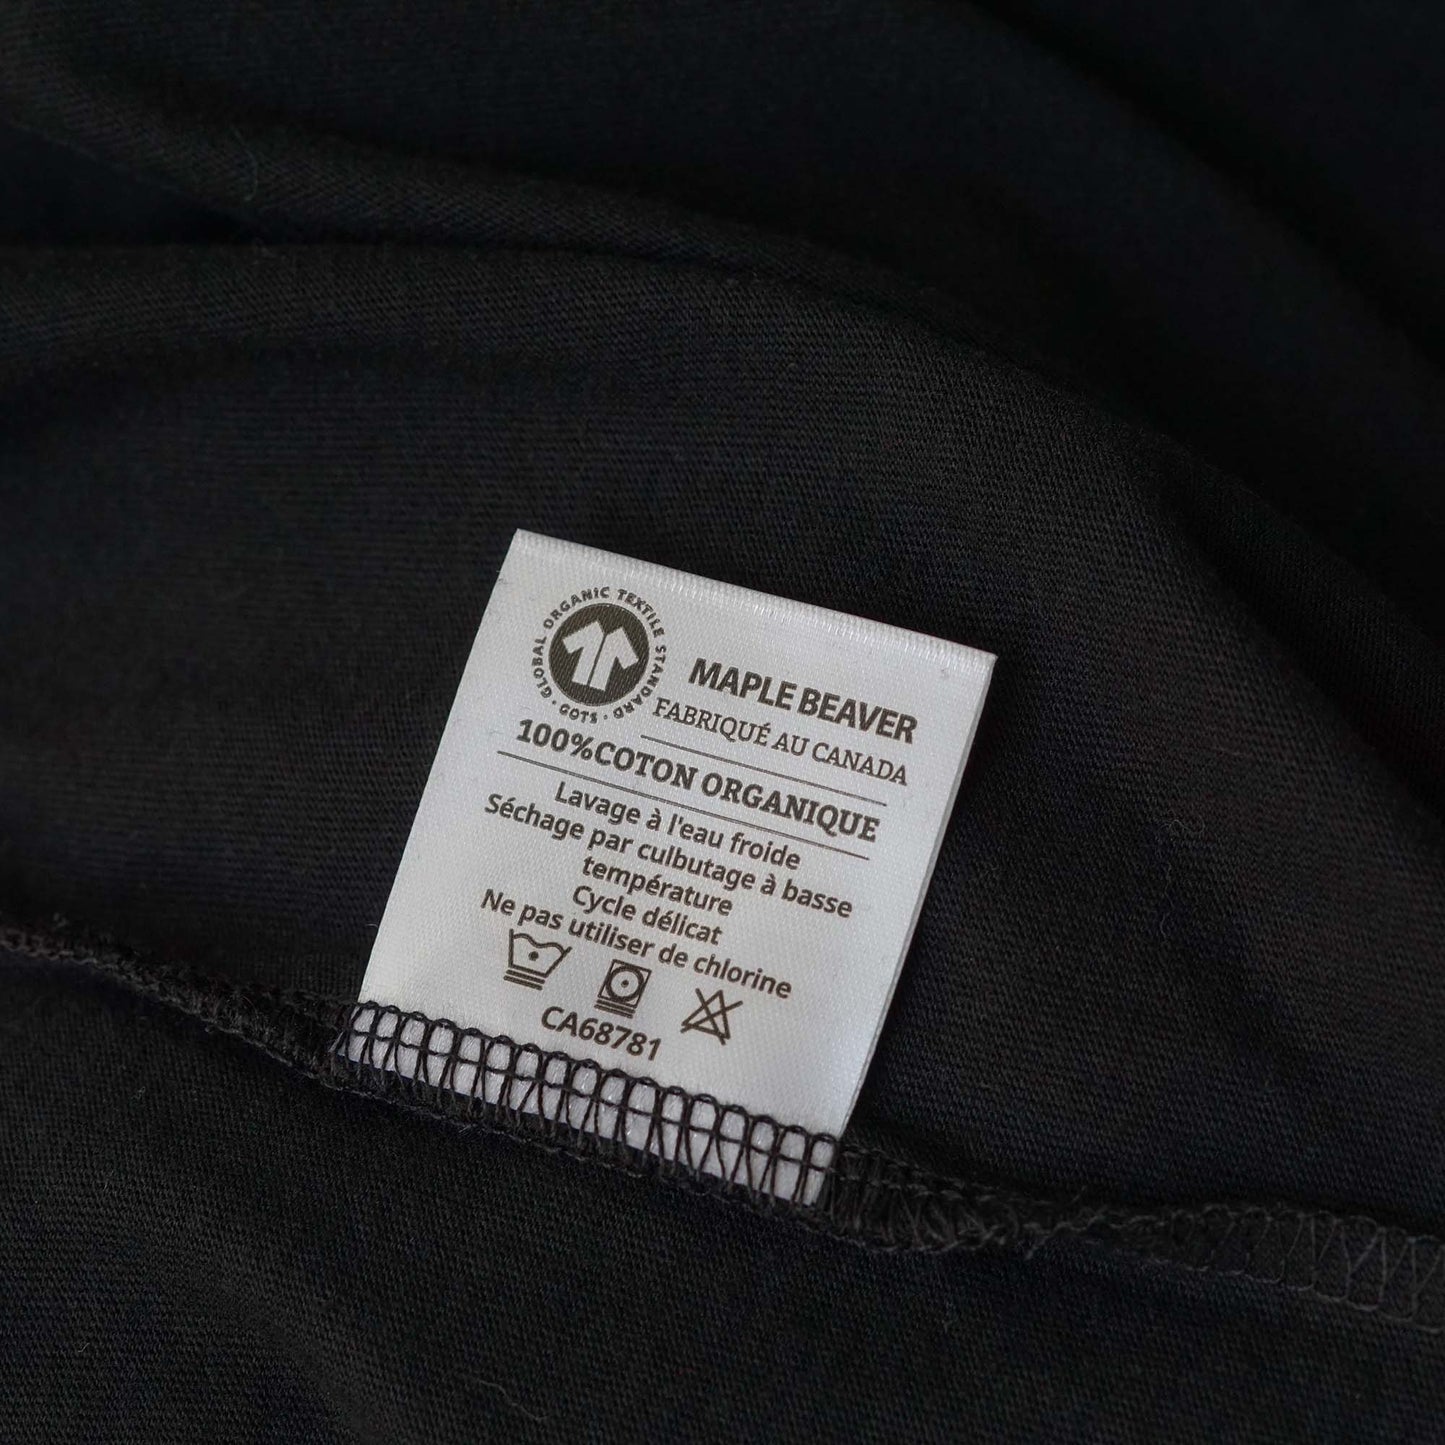 GLOBAL ORGANIC TEXTILE STANDARD · GOTS ·
MAPLE BEAVER
FABRIQUÉ AU CANADA
100%COTON ORGANIQUE
Lavage à l'eau froide
Séchage par culbutage à basse
température
Cycle délicat
Ne pas utiliser de chlorine
CA68781